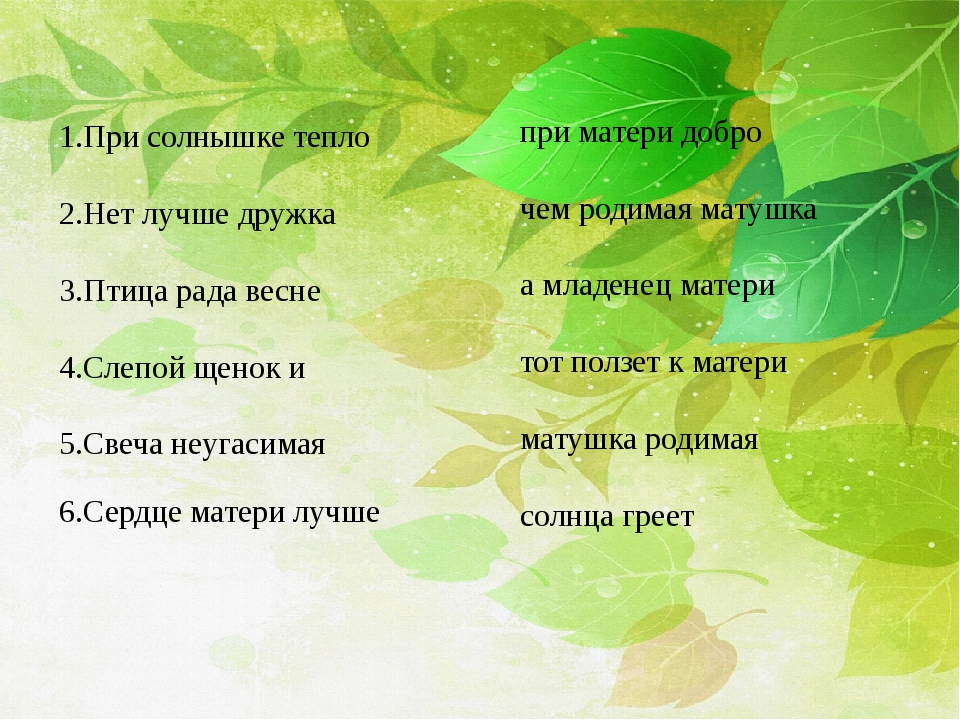 1.При солнышке тепло
2.Нет лучше дружка
3.Птица рада весне
4.Слепой щенок и
5.Свеча неугасимая
6.Сердце матери лучше
при матери добро
чем родимая матушка
а младенец матери
тот ползет к матери
матушка родимая
солнца греет